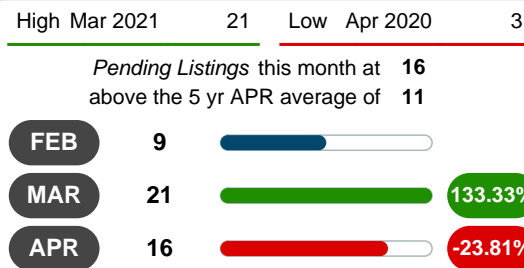 High Mar 2021 21 Low Apr 2020 3
Pending Listings this month at 16
above the 5 yr APR average of 11
FEB 9
MAR 21 133.33%
APR 16 -23.81%